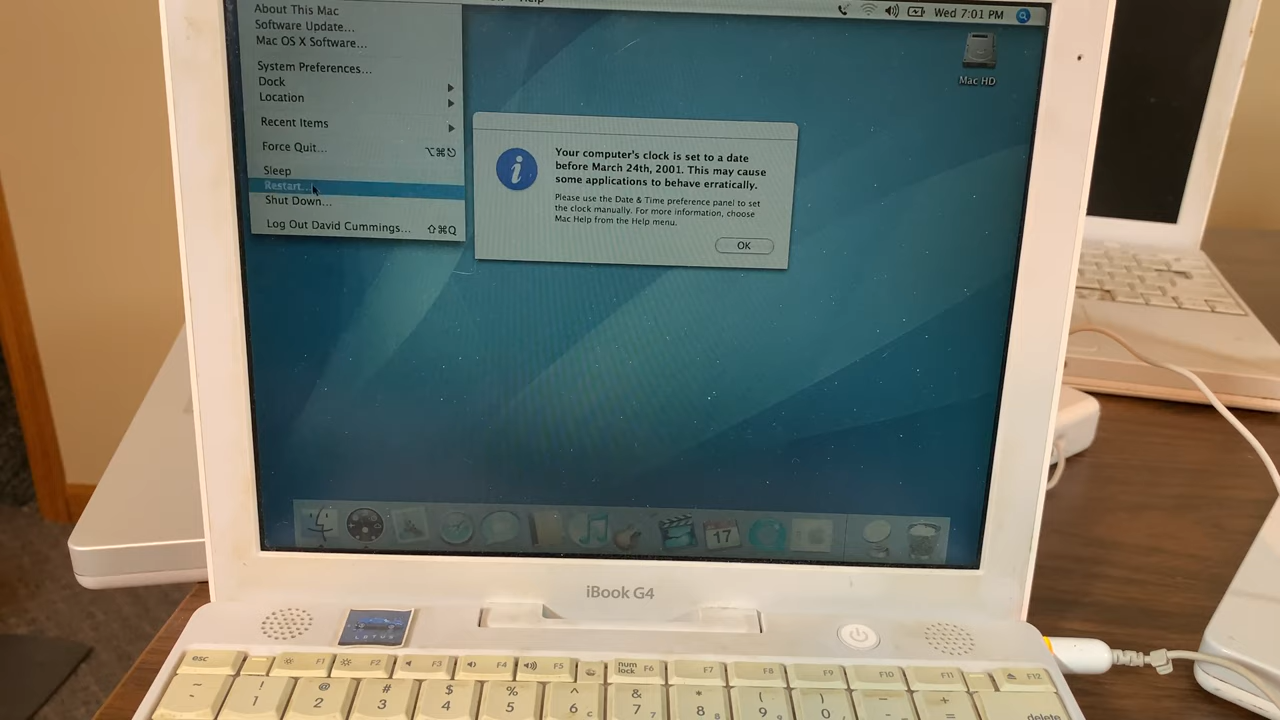 Help
Wed 7:01 PM
About This Mac
Software Update...
Mac OS X Software...
System Preferences...
Dock
Location
Recent Items
Force Quit...
Sleep
Restart...
Shut Down...
Log Out David Cummings... ⇧⌘Q
Mac HD
Your computer's clock is set to a date
before March 24th, 2001. This may cause
some applications to behave erratically.
Please use the Date & Time preference panel to set
the clock manually. For more information, choose
Mac Help from the Help menu.
OK
17
iBook G4
LOTUS
esc F1 F2 F3 F4 F5 num lock F6 F7 F8 F9 F10 F11 F12
~ ! @ # $ % ^ & * ( ) — +
1 2 3 4 5 6 c 7 7 8 8 9 9 0 / - =
delete